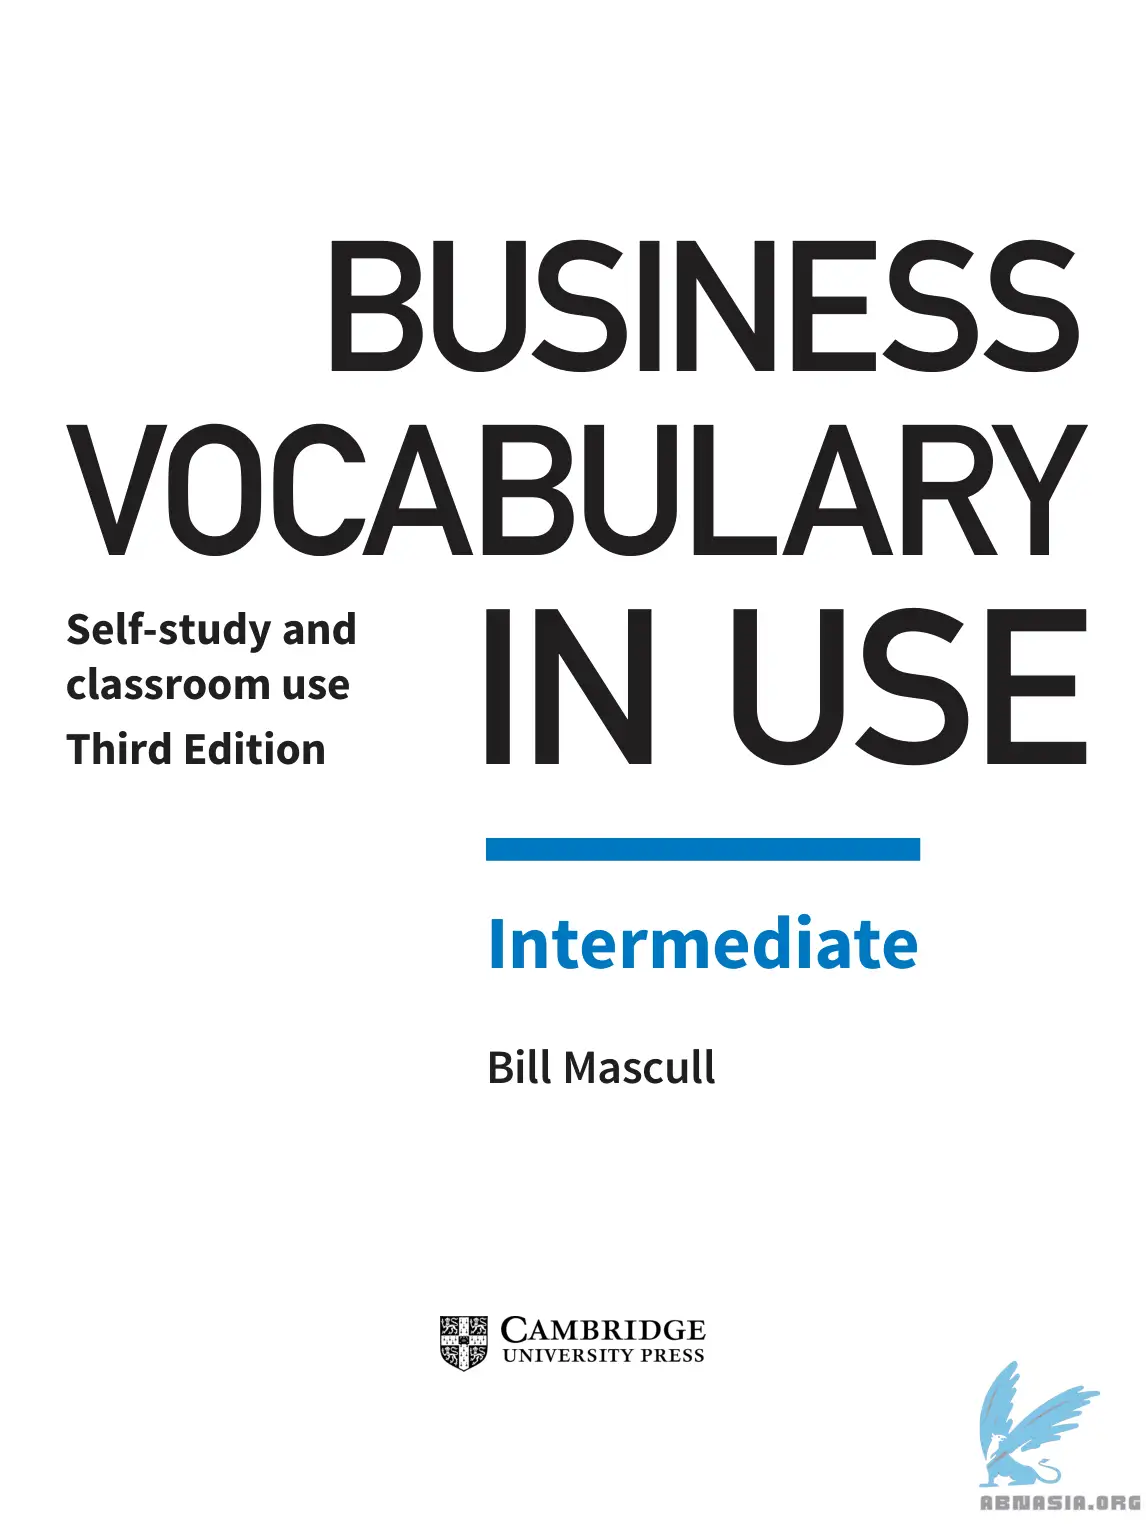 BUSINESS
VOCABULARY
IN USE
Self-study and
classroom use
Third Edition
Intermediate
Bill Mascull
CAMBRIDGE
UNIVERSITY PRESS
ABNASIA.ORG